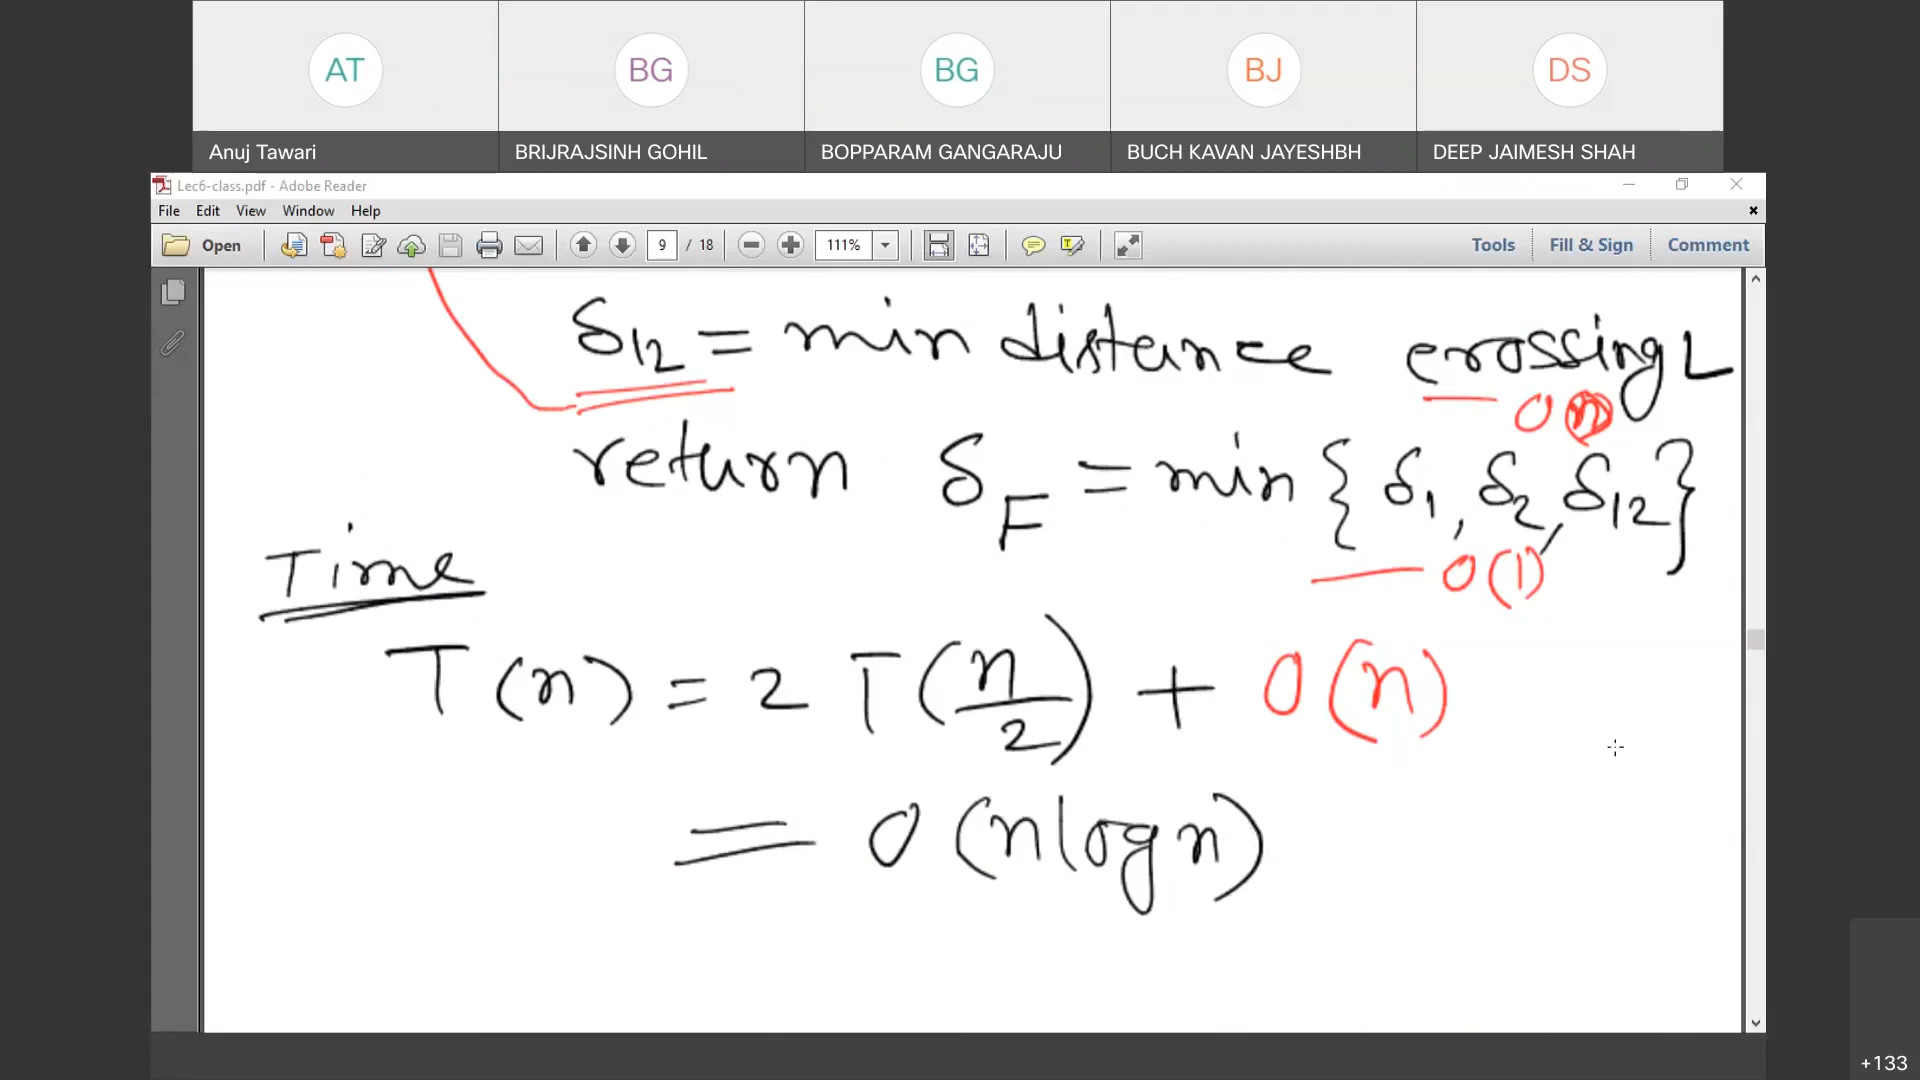 AT BG BG BJ DS
Anuj Tawari BRIJRAJSINH GOHIL BOPPARAM GANGARAJU BUCH KAVAN JAYESHBH DEEP JAIMESH SHAH
Lec6-class.pdf - Adobe Reader
File Edit View Window Help
Open 9 / 18 111% Tools Fill & Sign Comment
δ₁₂ = min distance crossing L
O(n)
return δ_F = min {δ₁, δ₂, δ₁₂}
O(1)
Time
T(n) = 2 T(n/2) + O(n)
= O(n log n)
+133